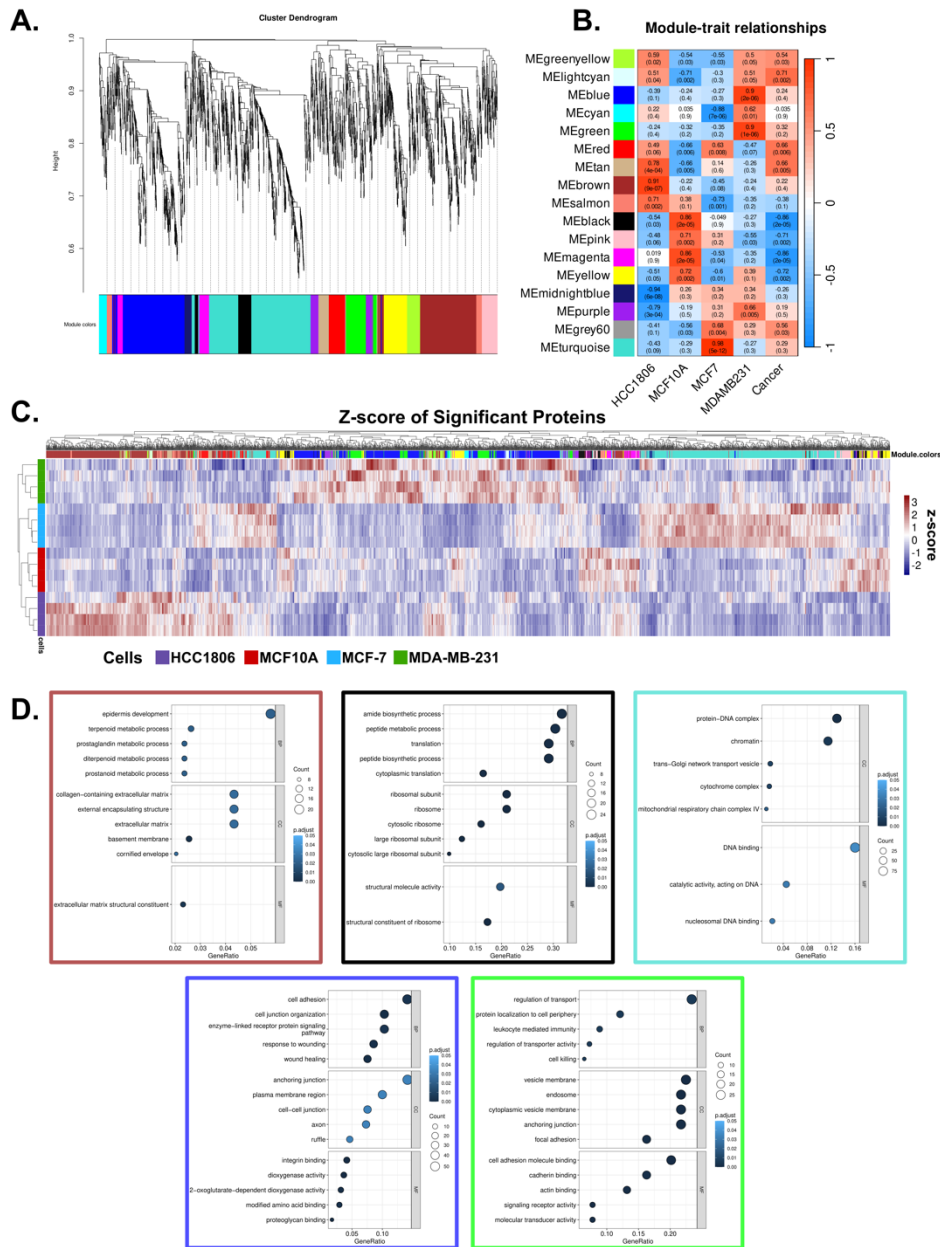 A.
Cluster Dendrogram
1.0
0.9
0.8
0.7
0.6
Height
Module colors
B.
Module-trait relationships
MEgreenyellow 0.59 -0.54 -0.55 0.5 0.54
(0.02) (0.03) (0.03) (0.05) (0.03)
MElightcyan 0.51 -0.71 -0.3 0.51 0.71
(0.04) (0.002) (0.3) (0.05) (0.002)
MEblue -0.39 -0.24 -0.27 0.9 0.24
(0.1) (0.4) (0.3) (2e-06) (0.4)
MEcyan 0.22 0.035 -0.88 0.62 -0.035
(0.4) (0.9) (7e-06) (0.01) (0.9)
MEgreen -0.24 -0.32 -0.35 0.9 0.32
(0.4) (0.2) (0.2) (1e-06) (0.2)
MEred 0.49 -0.66 0.63 -0.47 0.66
(0.06) (0.006) (0.008) (0.07) (0.006)
MEtan 0.78 -0.66 0.14 -0.26 0.66
(4e-04) (0.005) (0.6) (0.3) (0.005)
MEbrown 0.91 -0.22 -0.45 -0.24 0.22
(9e-07) (0.4) (0.08) (0.4) (0.4)
MEsalmon 0.71 0.38 -0.73 -0.35 -0.38
(0.002) (0.1) (0.001) (0.2) (0.1)
MEblack -0.54 0.86 -0.049 -0.27 -0.86
(0.03) (2e-05) (0.9) (0.3) (2e-05)
MEpink -0.48 0.71 0.31 -0.55 -0.71
(0.06) (0.002) (0.2) (0.03) (0.002)
MEmagenta 0.019 0.86 -0.53 -0.35 -0.86
(0.9) (2e-05) (0.04) (0.2) (2e-05)
MEyellow -0.51 0.72 -0.6 0.39 -0.72
(0.05) (0.002) (0.01) (0.1) (0.002)
MEmidnightblue -0.94 0.26 0.34 0.34 -0.26
(6e-08) (0.3) (0.2) (0.2) (0.3)
MEpurple -0.79 -0.19 0.31 0.66 0.19
(3e-04) (0.5) (0.2) (0.005) (0.5)
MEgrey60 -0.41 -0.56 0.68 0.29 0.56
(0.1) (0.03) (0.004) (0.3) (0.03)
MEturquoise -0.43 -0.29 0.98 -0.27 0.29
(0.09) (0.3) (5e-12) (0.3) (0.3)
HCC1806 MCF10A MCF7 MDAMB231 Cancer
1
0.5
0
-0.5
-1
C.
Z-score of Significant Proteins
Module.colors
3
2
1
0
-1
-2
z-score
cells
Cells HCC1806 MCF10A MCF-7 MDA-MB-231
D.
epidermis development
terpenoid metabolic process
prostaglandin metabolic process
diterpenoid metabolic process
prostanoid metabolic process
BP
collagen-containing extracellular matrix
external encapsulating structure
extracellular matrix
basement membrane
cornified envelope
CC
extracellular matrix structural constituent
MF
0.02 0.03 0.04 0.05
GeneRatio
Count
8
12
16
20
p.adjust
0.05
0.04
0.03
0.02
0.01
0.00
amide biosynthetic process
peptide metabolic process
translation
peptide biosynthetic process
cytoplasmic translation
BP
ribosomal subunit
ribosome
cytosolic ribosome
large ribosomal subunit
cytosolic large ribosomal subunit
CC
structural molecule activity
structural constituent of ribosome
MF
0.10 0.15 0.20 0.25 0.30
GeneRatio
Count
8
12
16
20
24
p.adjust
0.05
0.04
0.03
0.02
0.01
0.00
protein-DNA complex
chromatin
trans-Golgi network transport vesicle
cytochrome complex
mitochondrial respiratory chain complex IV
CC
DNA binding
catalytic activity, acting on DNA
nucleosomal DNA binding
MF
0.04 0.08 0.12 0.16
GeneRatio
p.adjust
0.05
0.04
0.03
0.02
0.01
0.00
Count
25
50
75
cell adhesion
cell junction organization
enzyme-linked receptor protein signaling
pathway
response to wounding
wound healing
BP
anchoring junction
plasma membrane region
cell-cell junction
axon
ruffle
CC
integrin binding
dioxygenase activity
2-oxoglutarate-dependent dioxygenase activity
modified amino acid binding
proteoglycan binding
MF
0.05 0.10
GeneRatio
p.adjust
0.05
0.04
0.03
0.02
0.01
0.00
Count
10
20
30
40
50
regulation of transport
protein localization to cell periphery
leukocyte mediated immunity
regulation of transporter activity
cell killing
BP
vesicle membrane
endosome
cytoplasmic vesicle membrane
anchoring junction
focal adhesion
CC
cell adhesion molecule binding
cadherin binding
actin binding
signaling receptor activity
molecular transducer activity
MF
0.10 0.15 0.20
GeneRatio
Count
10
15
20
25
p.adjust
0.05
0.04
0.03
0.02
0.01
0.00